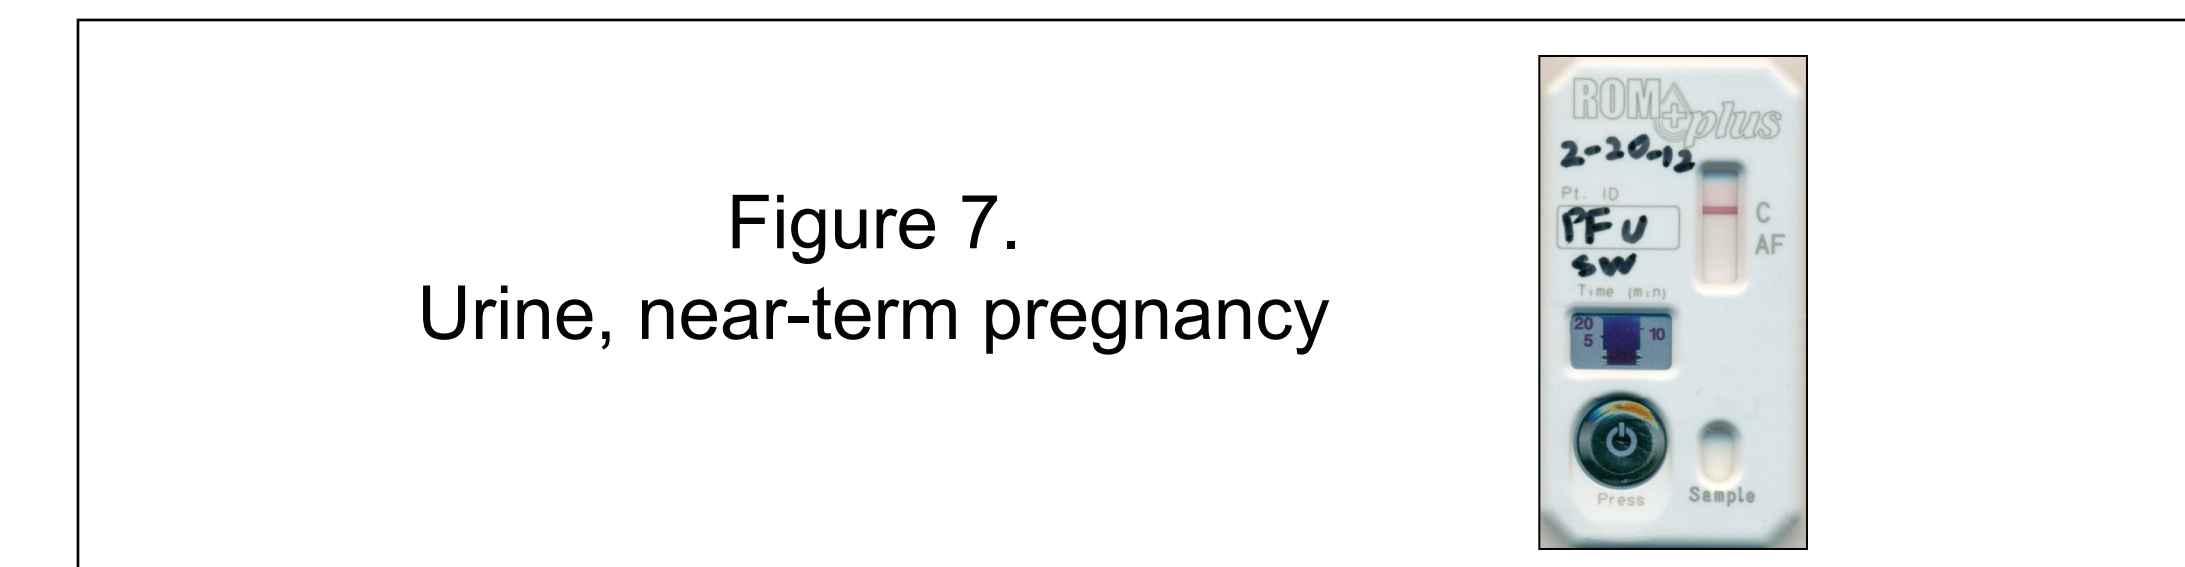 Figure 7.
Urine, near-term pregnancy
ROM plus
2-20-12
Pt. ID
PFU
SW
C
AF
Time (min)
20
5
10
Press
Sample